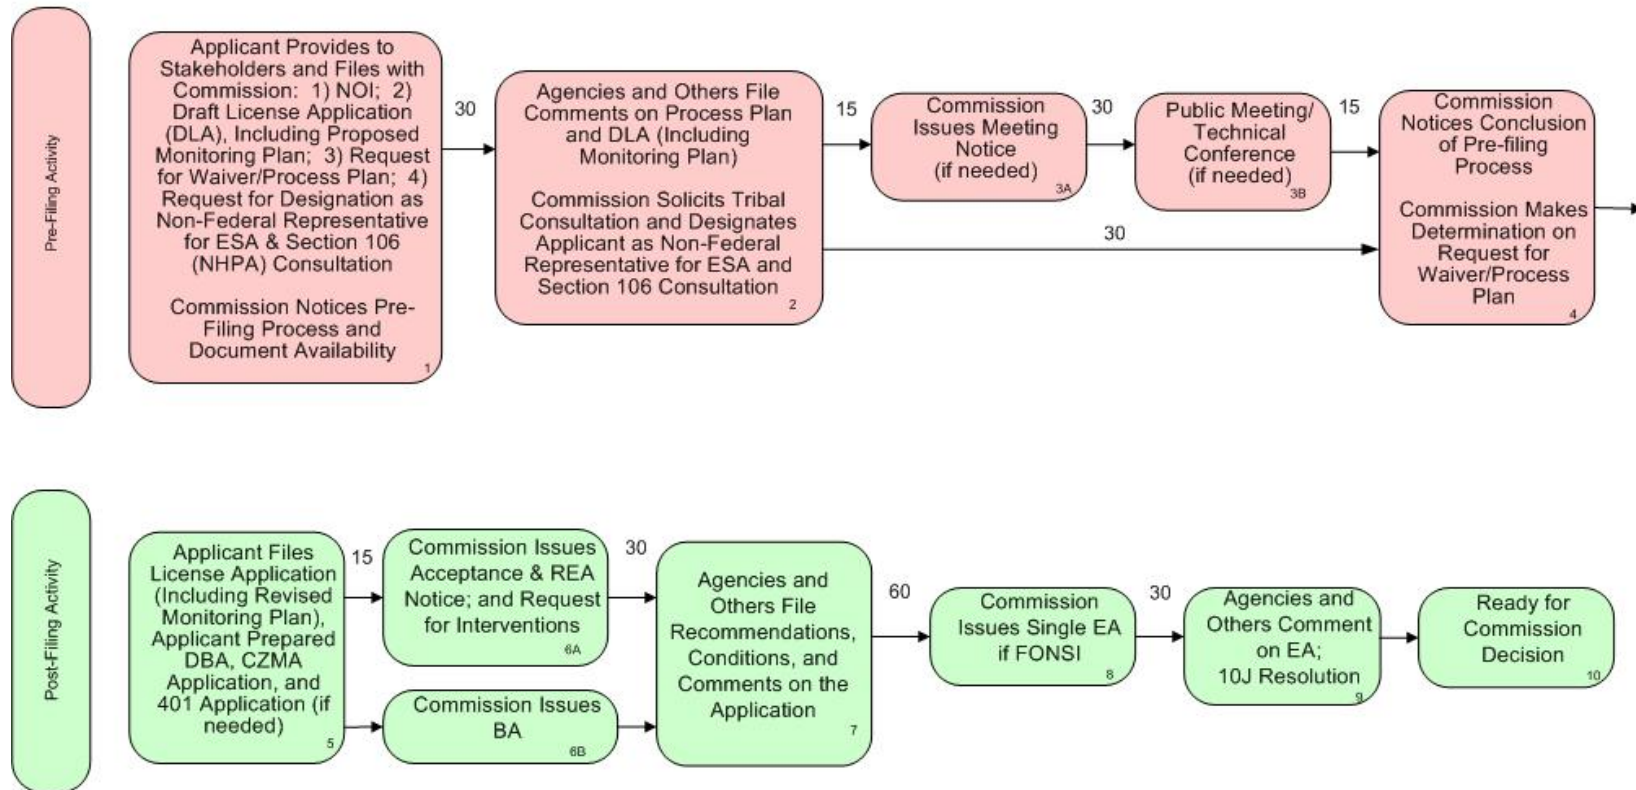 Pre-Filing Activity
Applicant Provides to
Stakeholders and Files with
Commission: 1) NOI; 2)
Draft License Application
(DLA), Including Proposed
Monitoring Plan; 3) Request
for Waiver/Process Plan; 4)
Request for Designation as
Non-Federal Representative
for ESA & Section 106
(NHPA) Consultation
Commission Notices Pre-
Filing Process and
Document Availability
1
30
Agencies and Others File
Comments on Process Plan
and DLA (Including
Monitoring Plan)
Commission Solicits Tribal
Consultation and Designates
Applicant as Non-Federal
Representative for ESA and
Section 106 Consultation
2
15
Commission
Issues Meeting
Notice
(if needed)
3A
30
Public Meeting/
Technical
Conference
(if needed)
3B
15
30
Commission
Notices Conclusion
of Pre-filing
Process
Commission Makes
Determination on
Request for
Waiver/Process
Plan
4
Post-Filing Activity
Applicant Files
License Application
(Including Revised
Monitoring Plan),
Applicant Prepared
DBA, CZMA
Application, and
401 Application (if
needed)
5
15
Commission Issues
Acceptance & REA
Notice; and Request
for Interventions
6A
Commission Issues
BA
6B
30
Agencies and
Others File
Recommendations,
Conditions, and
Comments on the
Application
7
60
Commission
Issues Single EA
if FONSI
8
30
Agencies and
Others Comment
on EA;
10J Resolution
9
Ready for
Commission
Decision
10